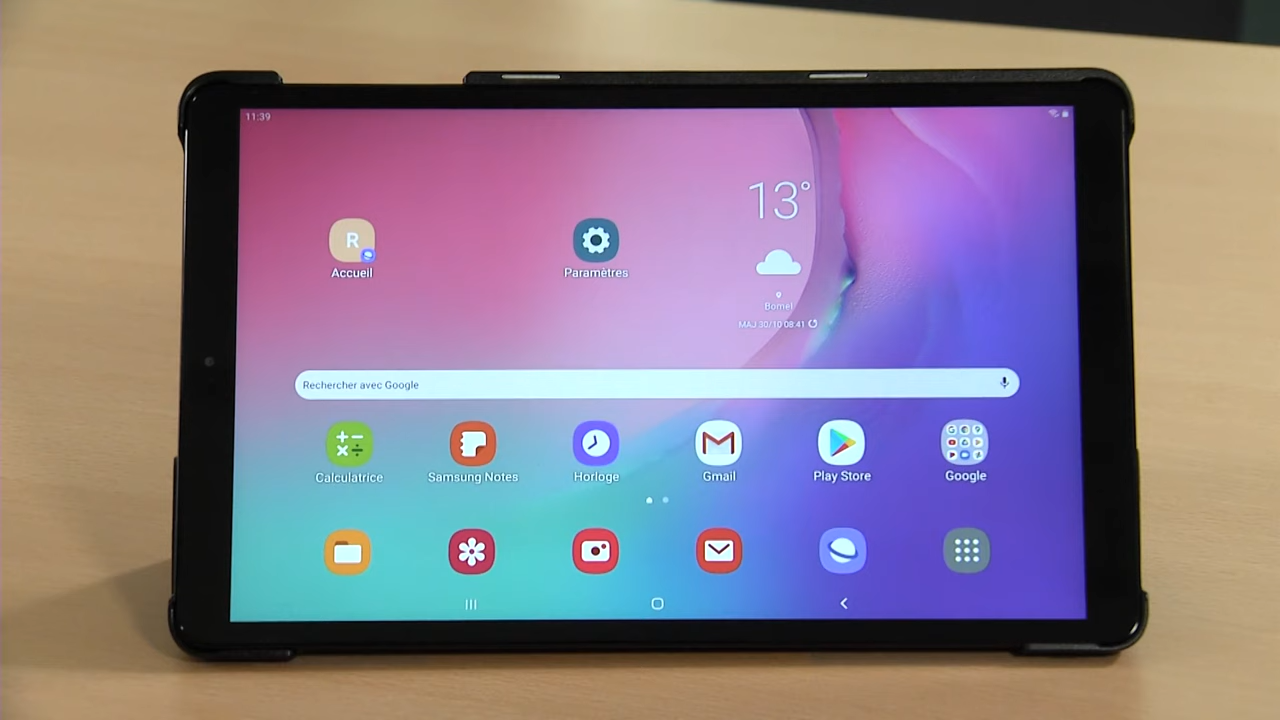 11:39
13°
R
Accueil
Paramètres
Bomel
MAJ 30/10 08:41
Rechercher avec Google
Calculatrice
Samsung Notes
Horloge
Gmail
Play Store
Google